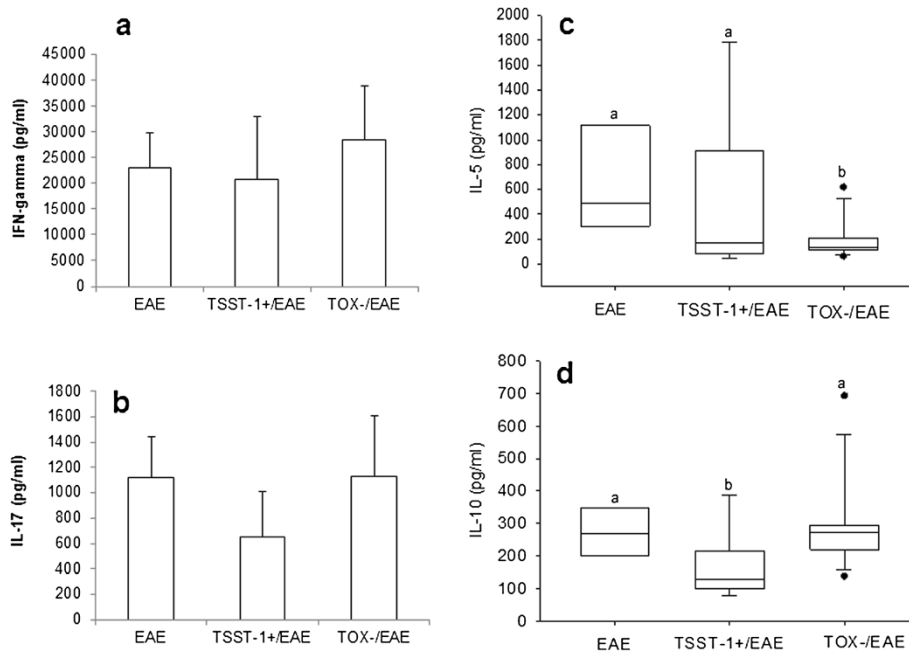 a
IFN-gamma (pg/ml)
45000
40000
35000
30000
25000
20000
15000
10000
5000
0
EAE TSST-1+/EAE TOX-/EAE
b
IL-17 (pg/ml)
1800
1600
1400
1200
1000
800
600
400
200
0
EAE TSST-1+/EAE TOX-/EAE
c
IL-5 (pg/ml)
2000
1800
1600
1400
1200
1000
800
600
400
200
0
a
a
b
EAE TSST-1+/EAE TOX-/EAE
d
IL-10 (pg/ml)
800
700
600
500
400
300
200
100
0
a
b
a
EAE TSST-1+/EAE TOX-/EAE